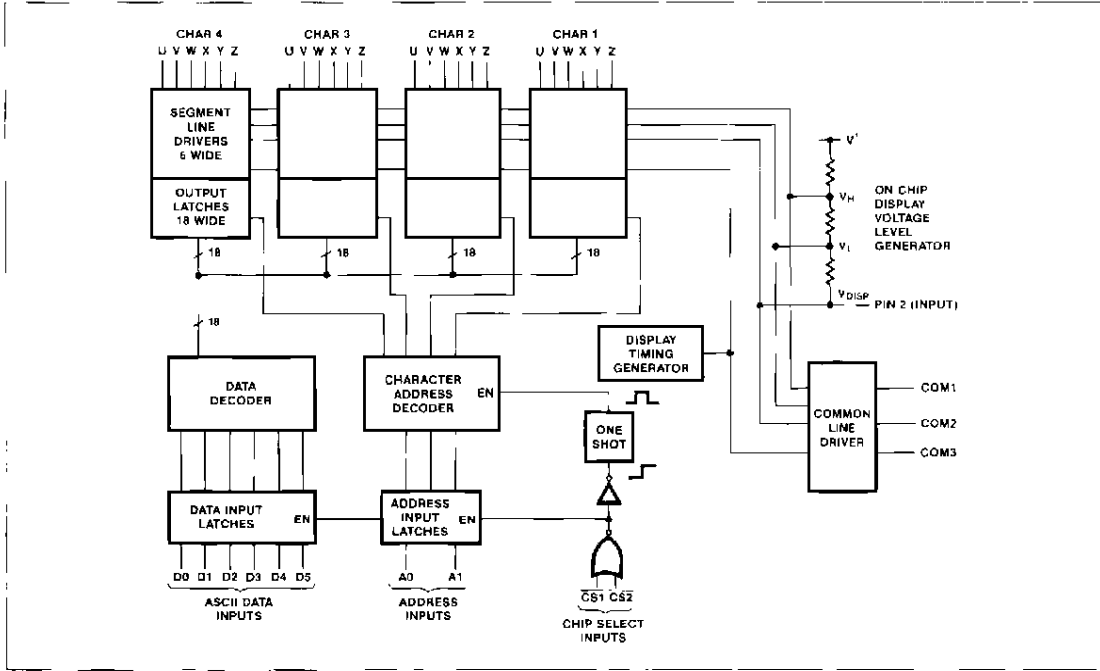 CHAR 4 CHAR 3 CHAR 2 CHAR 1
U V W X Y Z U V W X Y Z U V W X Y Z U V W X Y Z
SEGMENT
LINE
DRIVERS
6 WIDE
OUTPUT
LATCHES
18 WIDE
18 18 18 18
V+
VH
VL
VDISP
ON CHIP
DISPLAY
VOLTAGE
LEVEL
GENERATOR
PIN 2 (INPUT)
18
DATA
DECODER
CHARACTER
ADDRESS
DECODER
EN
DISPLAY
TIMING
GENERATOR
ONE
SHOT
COMMON
LINE
DRIVER
COM1
COM2
COM3
DATA INPUT
LATCHES
EN
ADDRESS
INPUT
LATCHES
EN
D0 D1 D2 D3 D4 D5
ASCII DATA
INPUTS
A0 A1
ADDRESS
INPUTS
CS1 CS2
CHIP SELECT
INPUTS